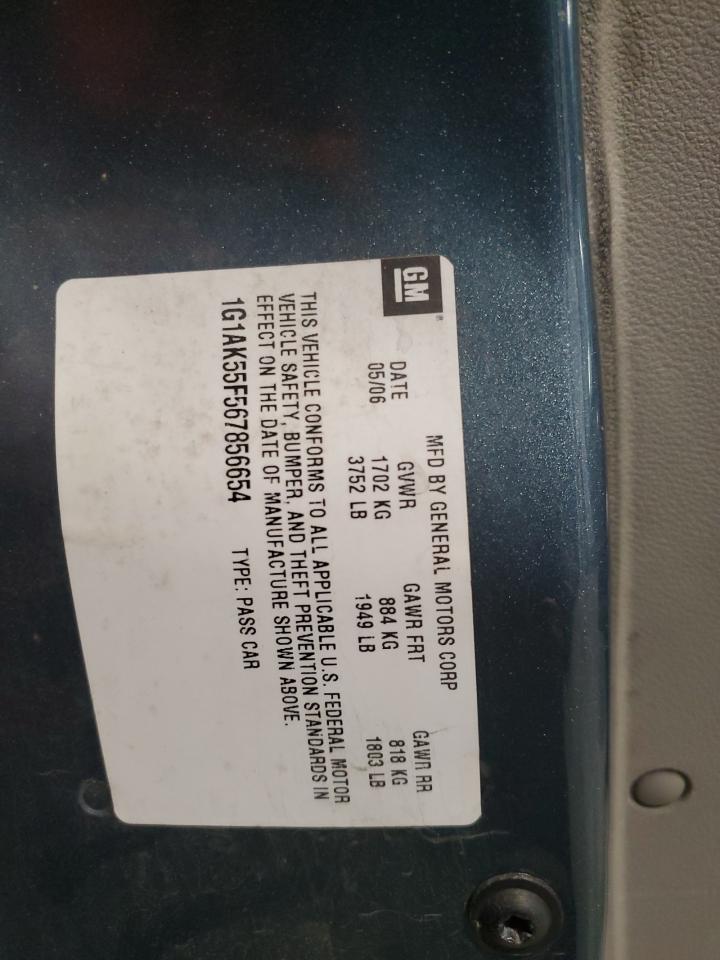 GM
MFD BY GENERAL MOTORS CORP
DATE GVWR GAWR FRT GAWR RR
05/06 1702 KG 884 KG 818 KG
3752 LB 1949 LB 1803 LB
THIS VEHICLE CONFORMS TO ALL APPLICABLE U.S. FEDERAL MOTOR
VEHICLE SAFETY, BUMPER, AND THEFT PREVENTION STANDARDS IN
EFFECT ON THE DATE OF MANUFACTURE SHOWN ABOVE.
1G1AK55F567856654 TYPE: PASS CAR